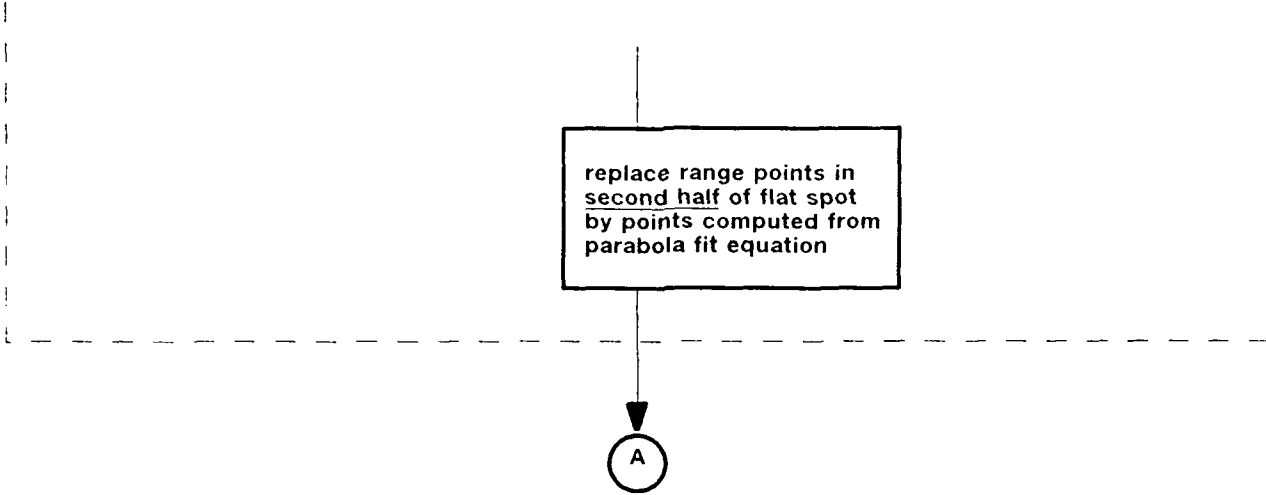 replace range points in
second half of flat spot
by points computed from
parabola fit equation
A